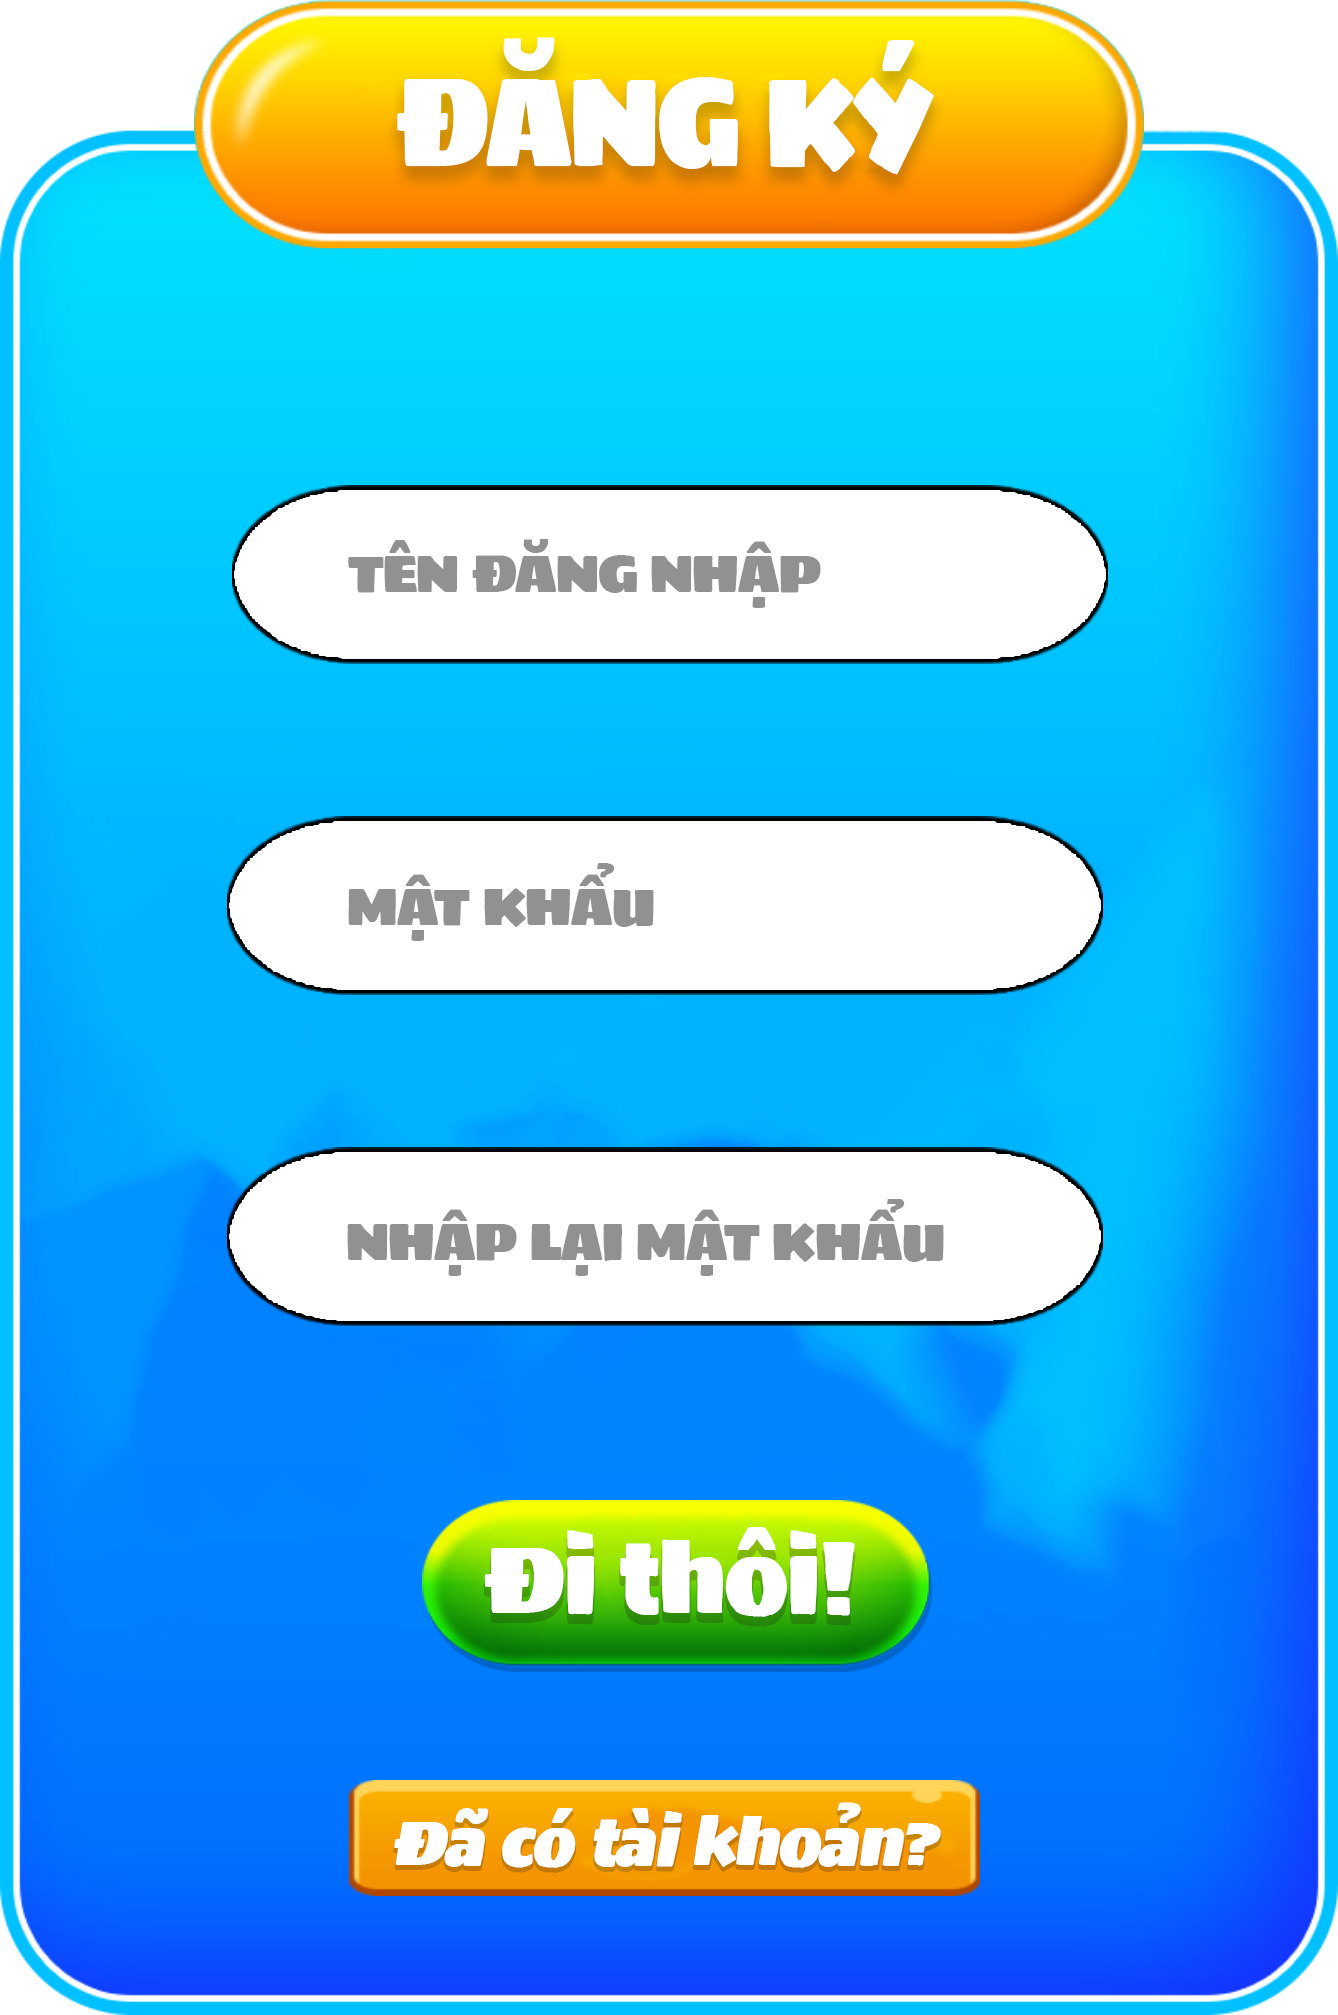 ĐĂNG KÝ
TÊN ĐĂNG NHẬP
MẬT KHẨU
NHẬP LẠI MẬT KHẨU
Đi thôi!
Đã có tài khoản?